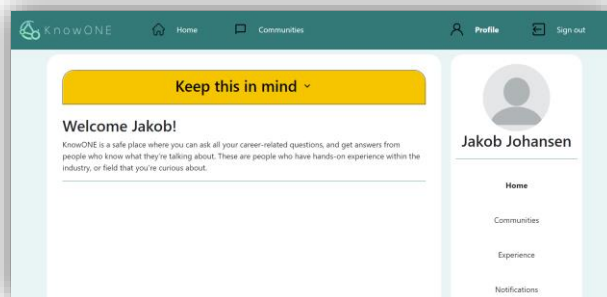 KnowONE
Home
Communities
Profile
Sign out
Keep this in mind
Welcome Jakob!
KnowONE is a safe place where you can ask all your career-related questions, and get answers from
people who know what they're talking about. These are people who have hands-on experience within the
industry, or field that you're curious about.
Jakob Johansen
Home
Communities
Experience
Notifications